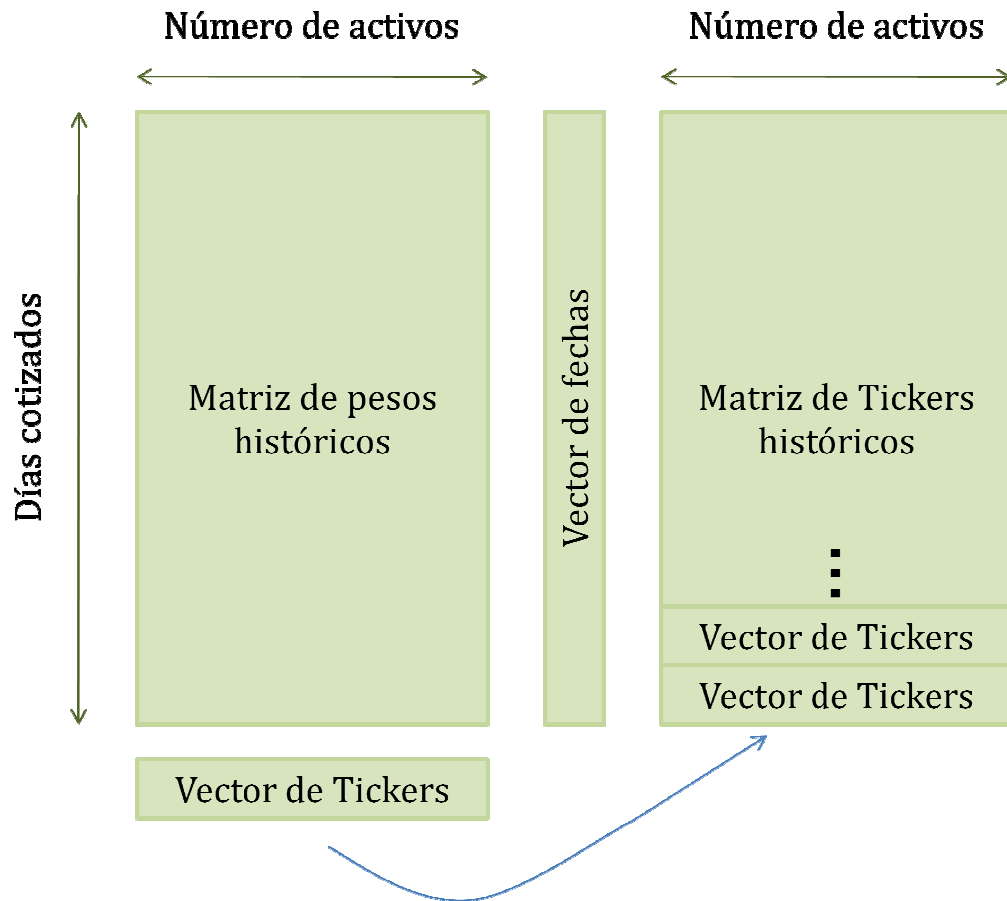 Número de activos
Número de activos
Días cotizados
Matriz de pesos
históricos
Vector de fechas
Matriz de Tickers
históricos
Vector de Tickers
Vector de Tickers
Vector de Tickers